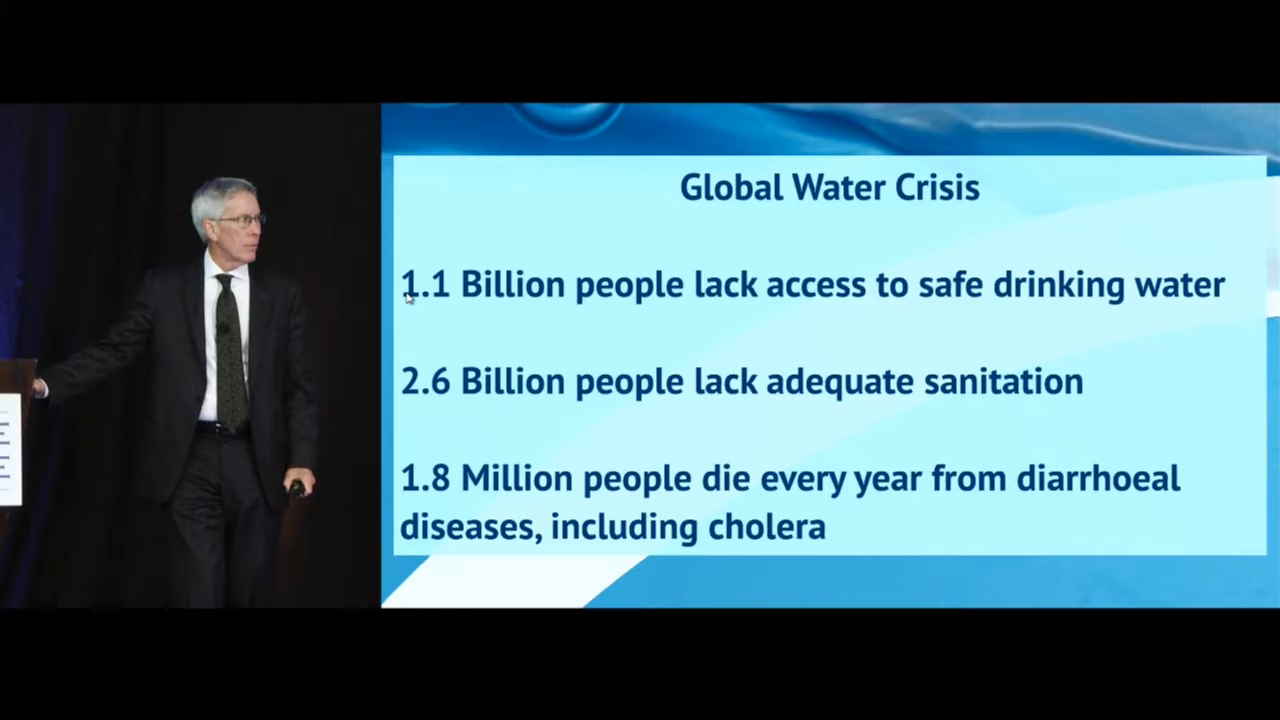 Global Water Crisis
1.1 Billion people lack access to safe drinking water
2.6 Billion people lack adequate sanitation
1.8 Million people die every year from diarrhoeal
diseases, including cholera